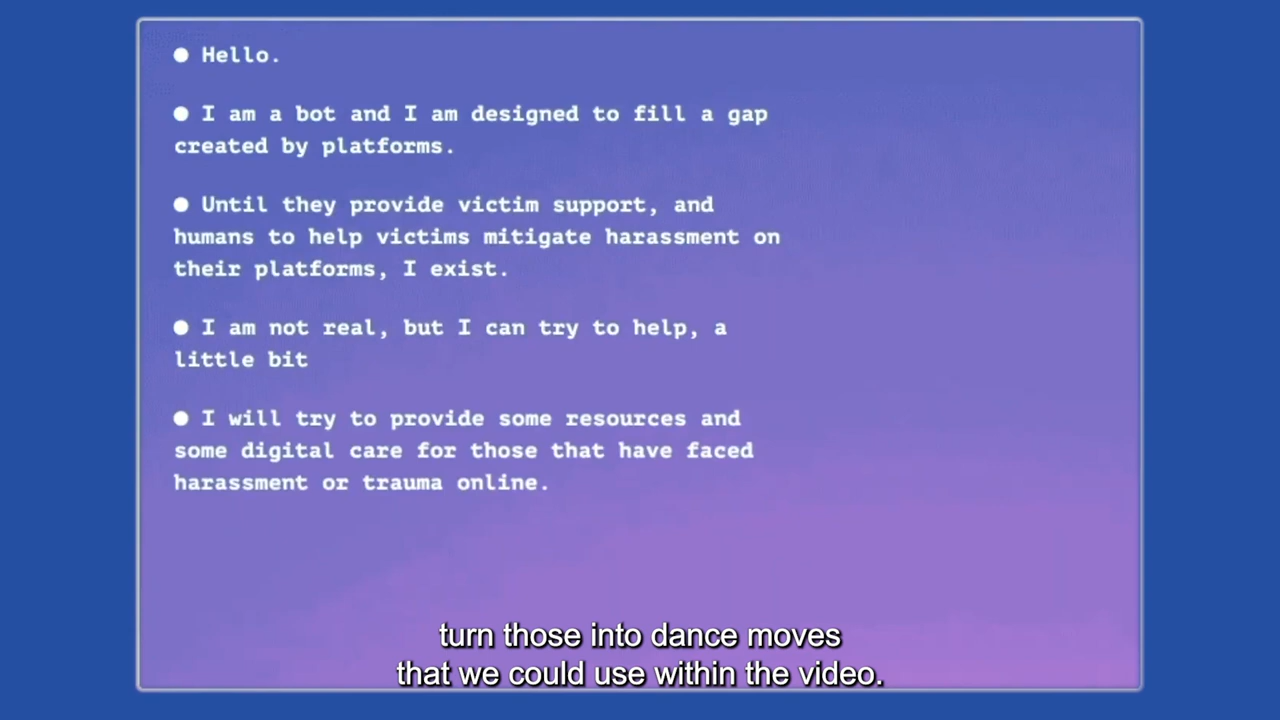 ● Hello.
● I am a bot and I am designed to fill a gap
created by platforms.
● Until they provide victim support, and
humans to help victims mitigate harassment on
their platforms, I exist.
● I am not real, but I can try to help, a
little bit
● I will try to provide some resources and
some digital care for those that have faced
harassment or trauma online.
turn those into dance moves
that we could use within the video.